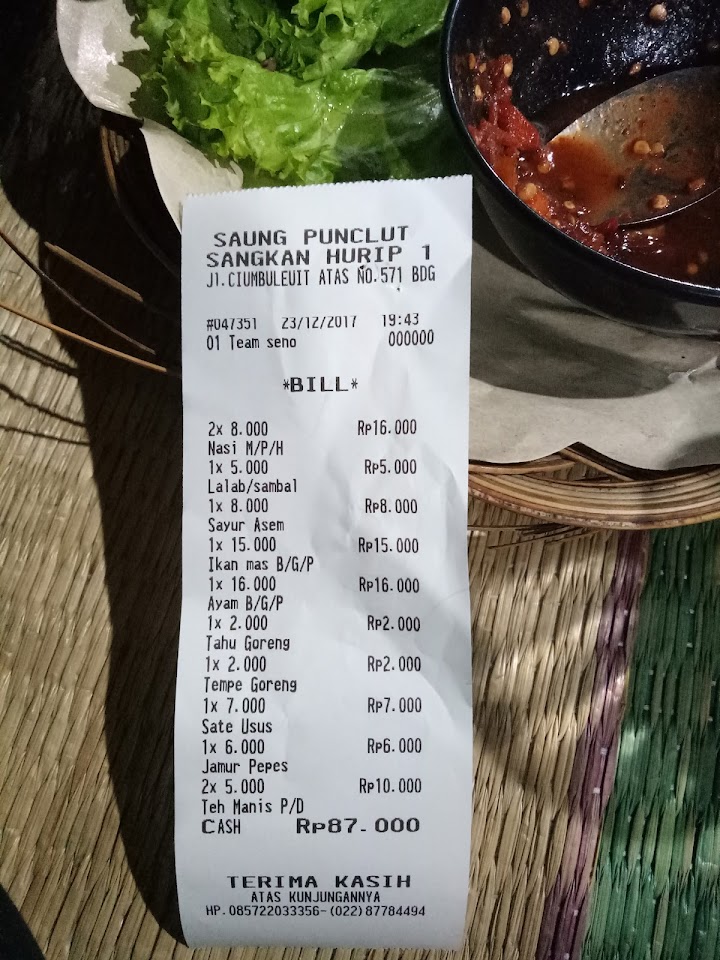 SAUNG PUNCLUT
SANGKAN HURIP 1
Jl.CIUMBULEUIT ATAS NO.571 BDG
#047351 23/12/2017 19:43
01 Team seno 000000
*BILL*
2x 8.000 Rp16.000
Nasi M/P/H
1x 5.000 Rp5.000
Lalab/sambal
1x 8.000 Rp8.000
Sayur Asem
1x 15.000 Rp15.000
Ikan mas B/G/P
1x 16.000 Rp16.000
Ayam B/G/P
1x 2.000 Rp2.000
Tahu Goreng
1x 2.000 Rp2.000
Tempe Goreng
1x 7.000 Rp7.000
Sate Usus
1x 6.000 Rp6.000
Jamur Pepes
2x 5.000 Rp10.000
Teh Manis P/D
CASH Rp87.000
TERIMA KASIH
ATAS KUNJUNGANNYA
HP.085722033356-(022)87784494